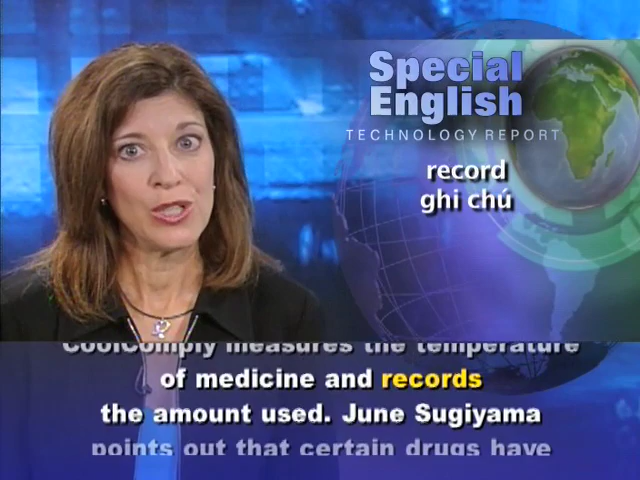 Special
English
TECHNOLOGY REPORT
record
ghi chú
CoolComply measures the temperature
of medicine and records
the amount used. June Sugiyama
points out that certain drugs have